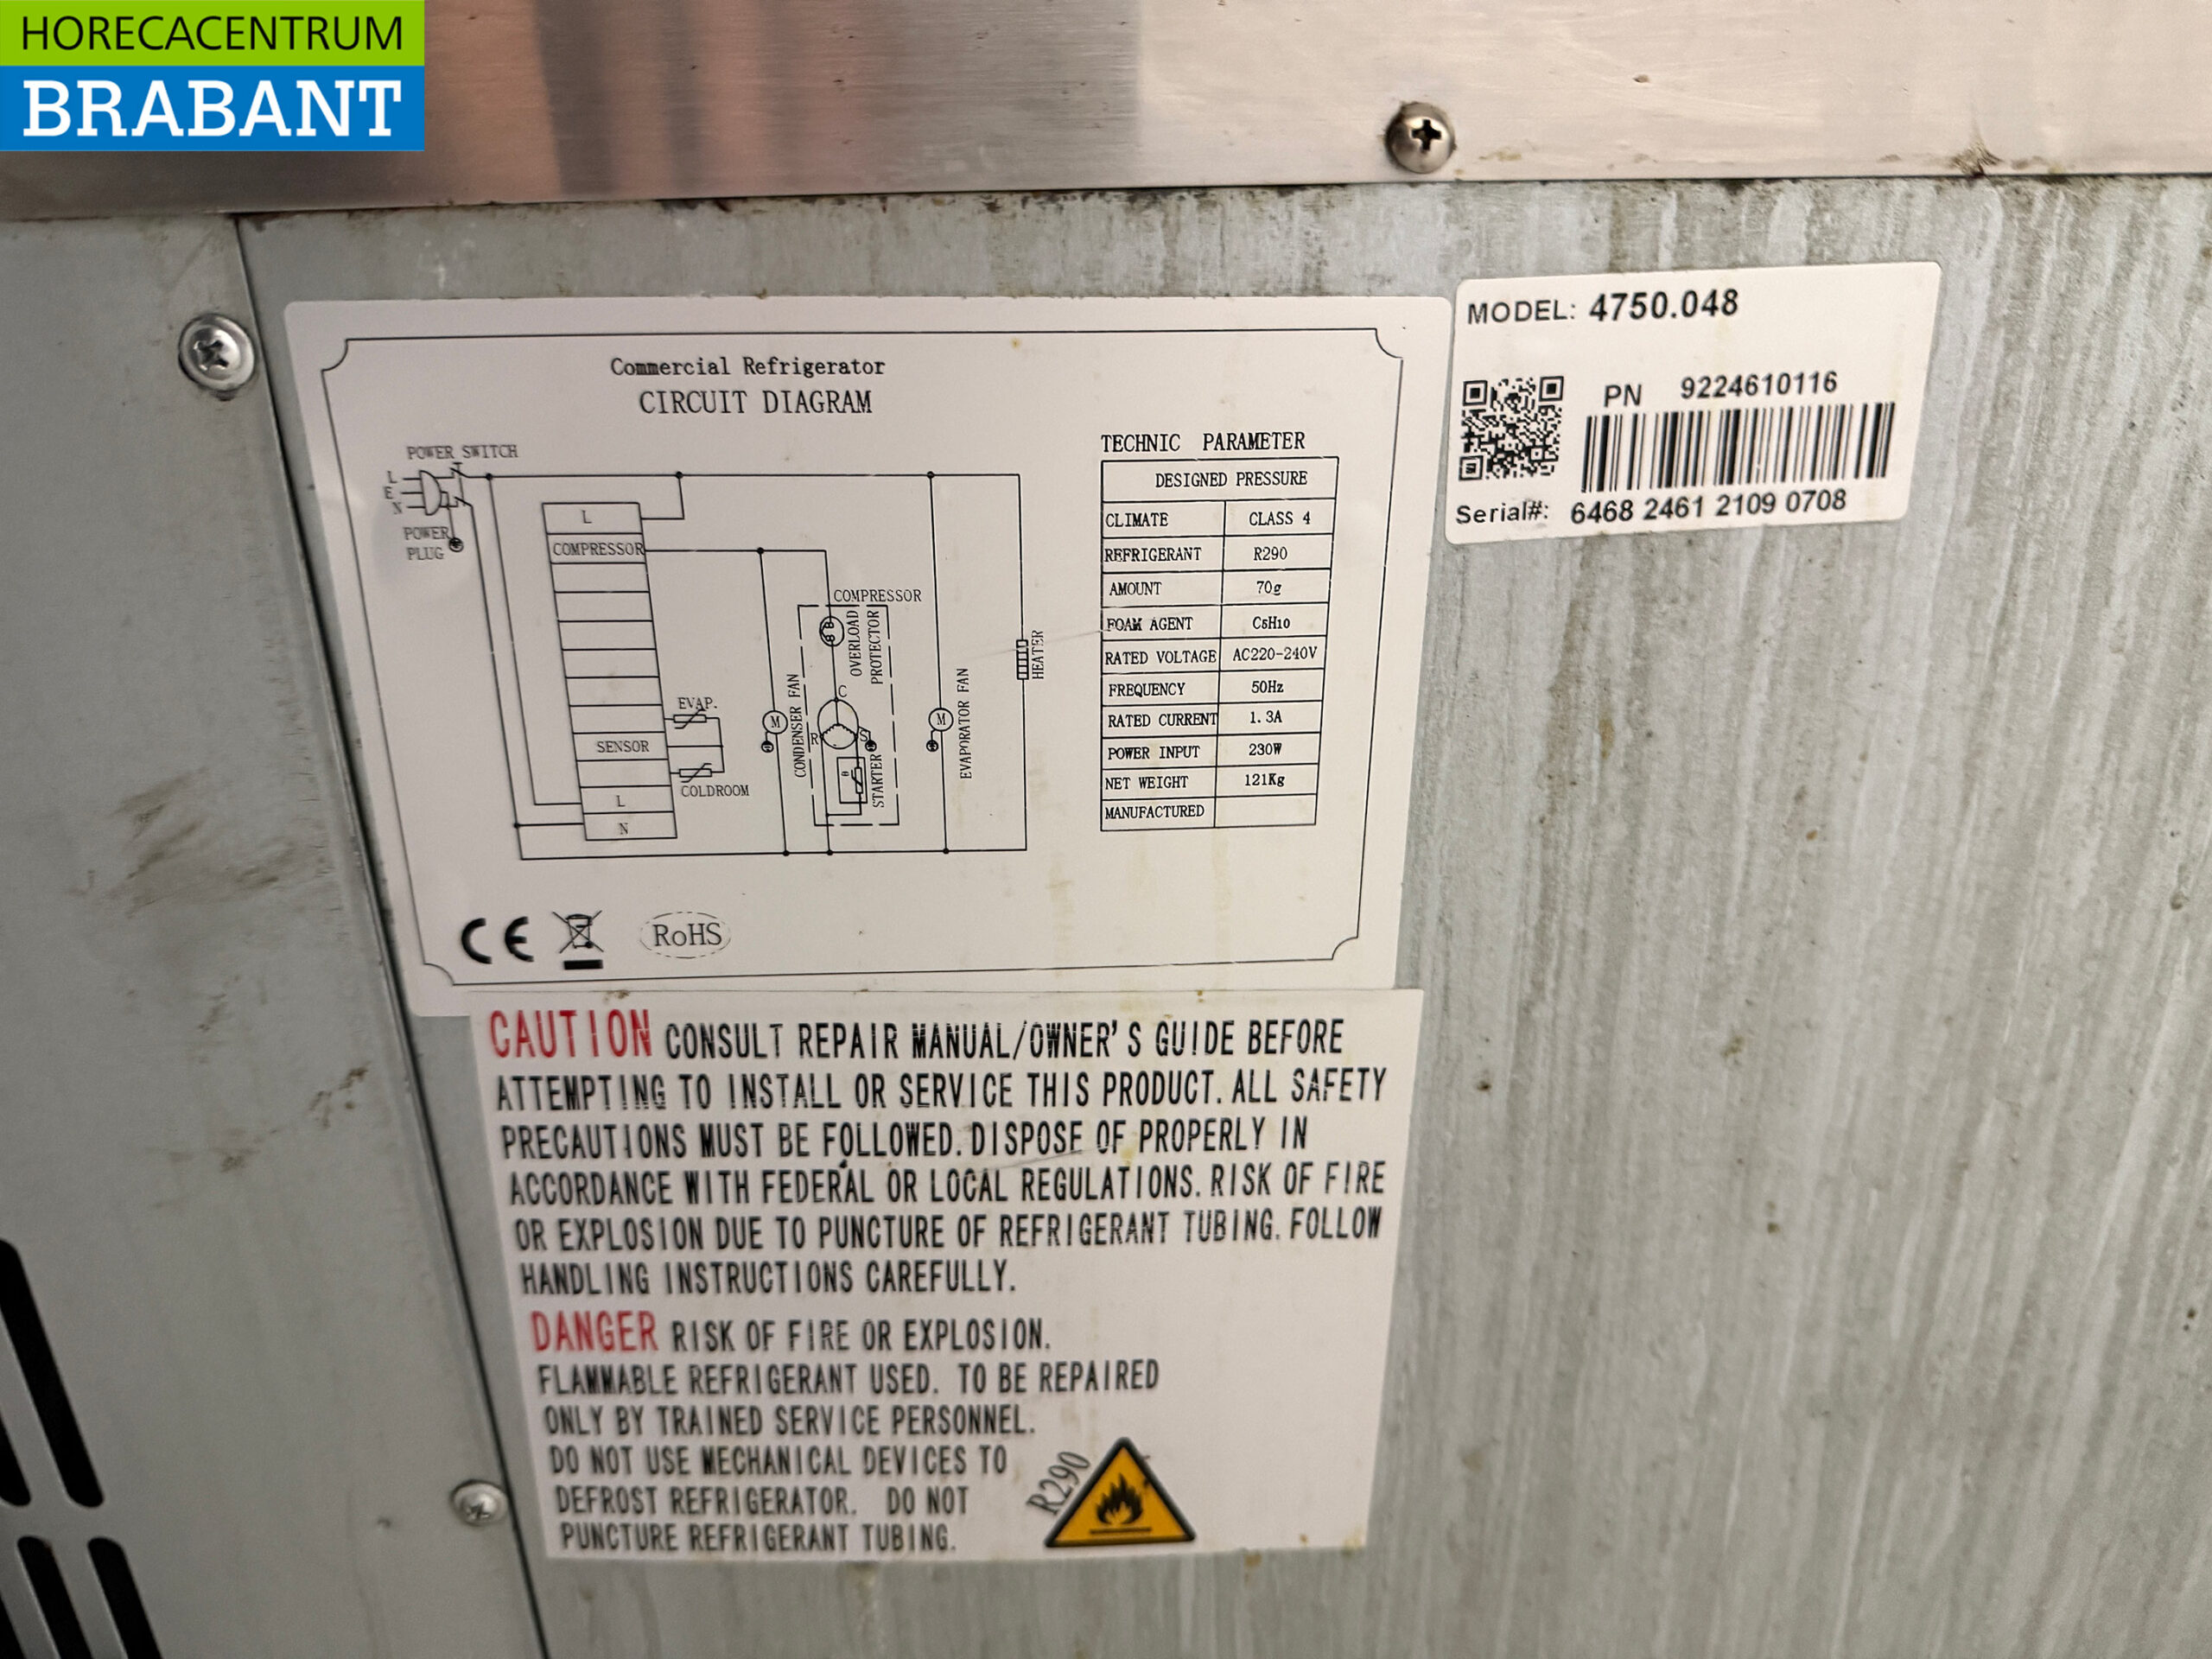 HORECACENTRUM
BRABANT
Commercial Refrigerator
CIRCUIT DIAGRAM
POWER SWITCH
L
E
N
POWER
PLUG
L
COMPRESSOR
SENSOR
L
N
EVAP.
COLDROOM
M
CONDENSER FAN
COMPRESSOR
OVERLOAD
PROTECTOR
C
R
S
STARTER
M
EVAPORATOR FAN
HEATER
TECHNIC PARAMETER
DESIGNED PRESSURE
CLIMATE CLASS 4
REFRIGERANT R290
AMOUNT 70g
FOAM AGENT C5H10
RATED VOLTAGE AC220-240V
FREQUENCY 50Hz
RATED CURRENT 1.3A
POWER INPUT 230W
NET WEIGHT 121Kg
MANUFACTURED
CE
RoHS
MODEL: 4750.048
PN 9224610116
Serial#: 6468 2461 2109 0708
CAUTION CONSULT REPAIR MANUAL/OWNER'S GUIDE BEFORE
ATTEMPTING TO INSTALL OR SERVICE THIS PRODUCT. ALL SAFETY
PRECAUTIONS MUST BE FOLLOWED. DISPOSE OF PROPERLY IN
ACCORDANCE WITH FEDERAL OR LOCAL REGULATIONS. RISK OF FIRE
OR EXPLOSION DUE TO PUNCTURE OF REFRIGERANT TUBING. FOLLOW
HANDLING INSTRUCTIONS CAREFULLY.
DANGER RISK OF FIRE OR EXPLOSION.
FLAMMABLE REFRIGERANT USED. TO BE REPAIRED
ONLY BY TRAINED SERVICE PERSONNEL.
DO NOT USE MECHANICAL DEVICES TO
DEFROST REFRIGERATOR. DO NOT
PUNCTURE REFRIGERANT TUBING.
R290